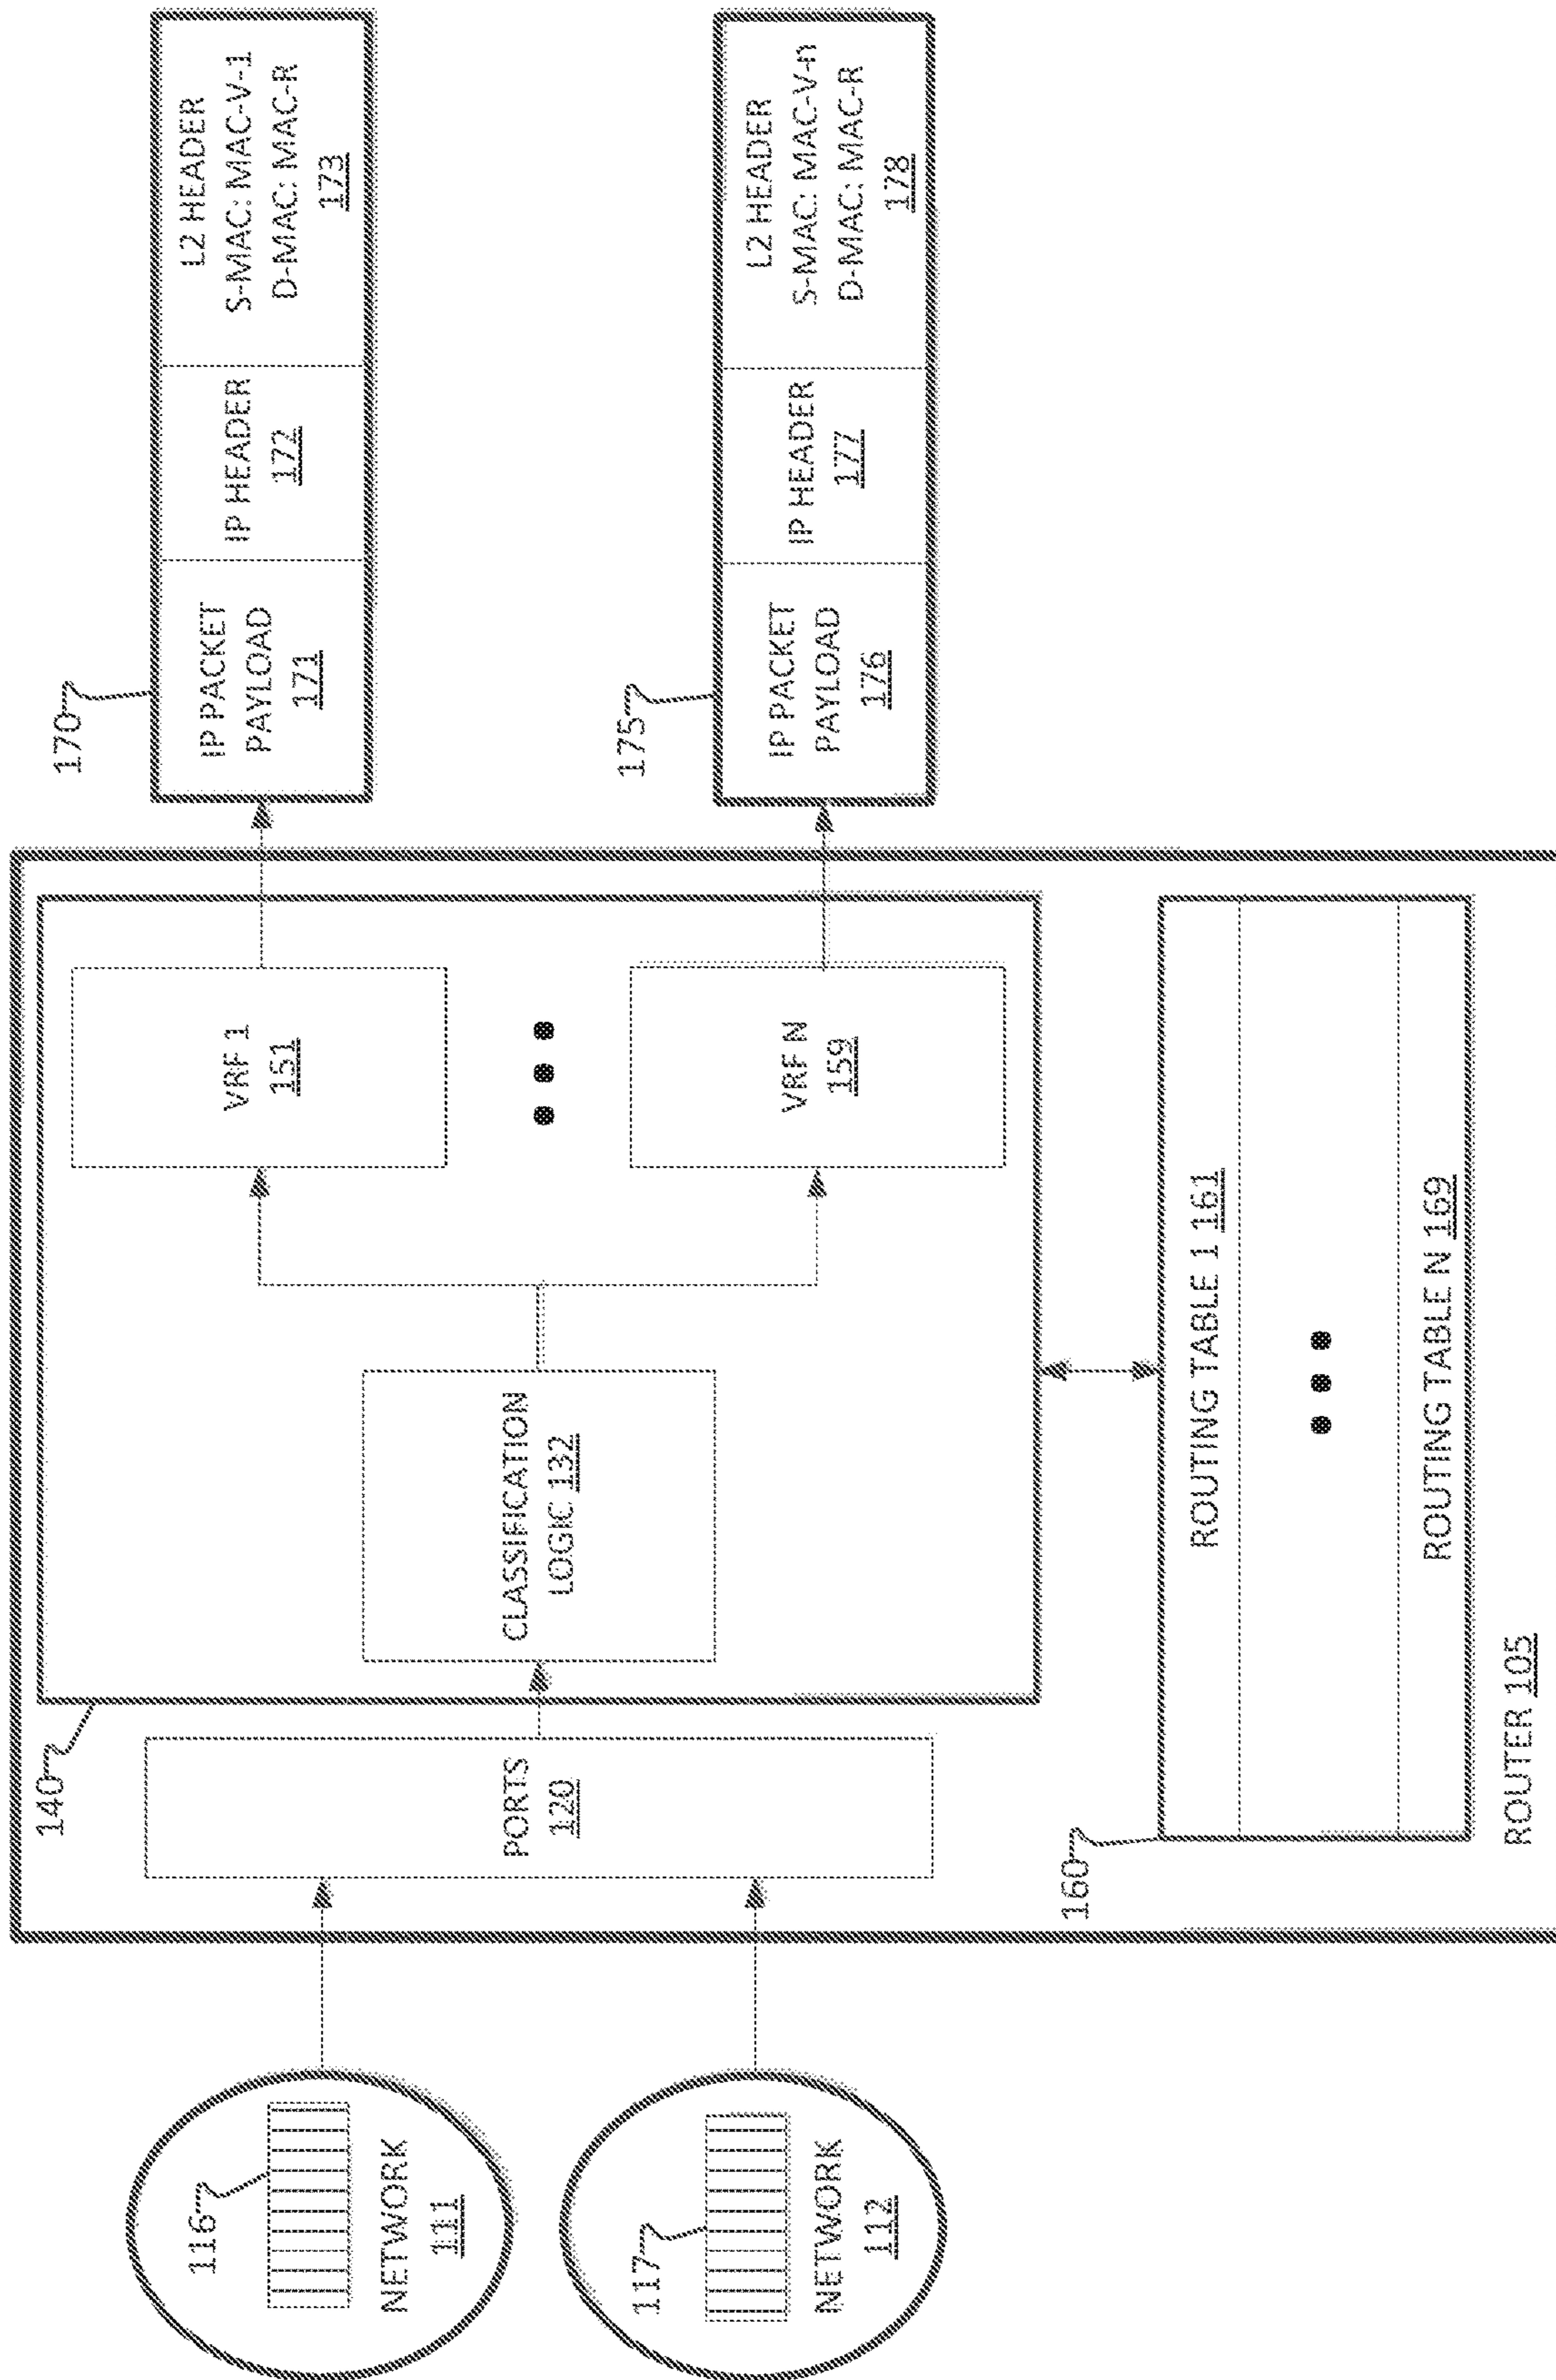 116
NETWORK
111
117
NETWORK
112
140
PORTS
120
CLASSIFICATION
LOGIC 132
VRF 1
151
VRF N
159
160
ROUTING TABLE 1 161
ROUTING TABLE N 169
ROUTER 105
170
IP PACKET
PAYLOAD
171
IP HEADER
172
L2 HEADER
S-MAC: MAC-V-1
D-MAC: MAC-R
173
175
IP PACKET
PAYLOAD
176
IP HEADER
177
L2 HEADER
S-MAC: MAC-V-n
D-MAC: MAC-R
178